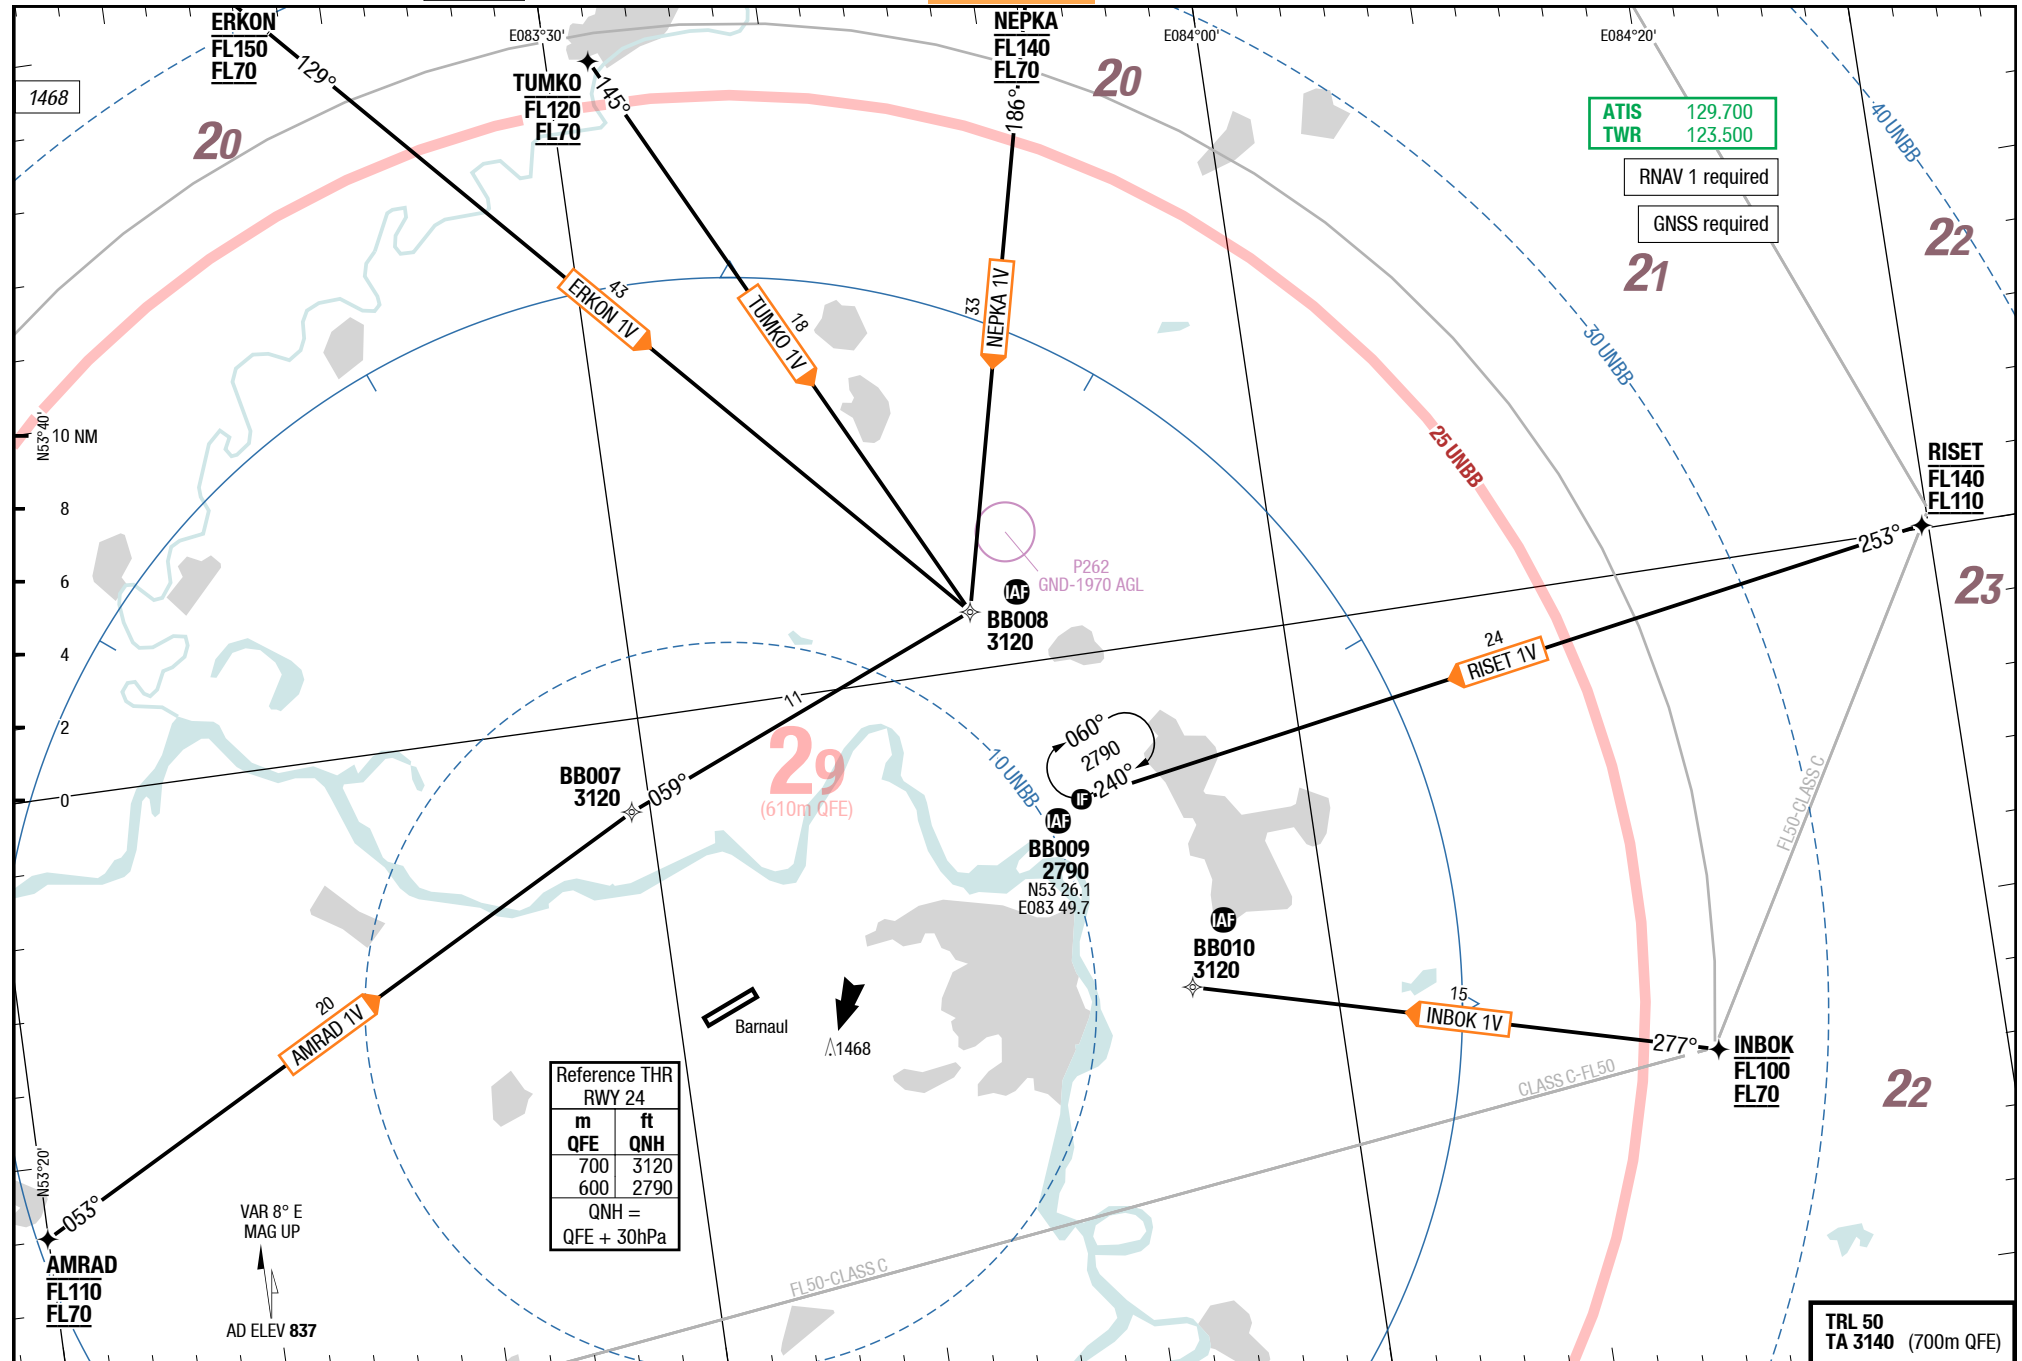 ERKON
FL150
FL70
129°
E083°30'
TUMKO
FL120
FL70
145°
NEPKA
FL140
FL70
186°
20
E084°00'
E084°20'
1468
20
ATIS 129.700
TWR 123.500
RNAV 1 required
GNSS required
40 UNBB
22
21
43
ERKON 1V
18
TUMKO 1V
33
NEPKA 1V
30 UNBB
25 UNBB
N53°40'
10 NM
8
6
4
2
0
RISET
FL140
FL110
253°
23
P262
GND-1970 AGL
IAF
BB008
3120
24
RISET 1V
11
29
(610m QFE)
BB007
3120
059°
10 UNBB
060°
2790
240°
IF
IAF
BB009
2790
N53 26.1
E083 49.7
FL50-CLASS C
IAF
BB010
3120
15
INBOK 1V
277°
INBOK
FL100
FL70
22
20
AMRAD 1V
Barnaul
1468
CLASS C-FL50
Reference THR
RWY 24
m ft
QFE QNH
700 3120
600 2790
QNH =
QFE + 30hPa
N53°20'
053°
AMRAD
FL110
FL70
VAR 8° E
MAG UP
AD ELEV 837
FL50-CLASS C
TRL 50
TA 3140 (700m QFE)